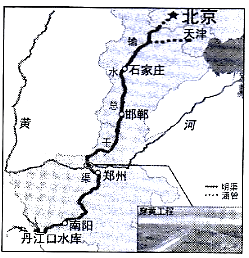 北京
天津
输
水
石家庄
总
邯郸
黄
河
干
渠
郑州
明渠
涵管
穿黄工程
南阳
丹江口水库